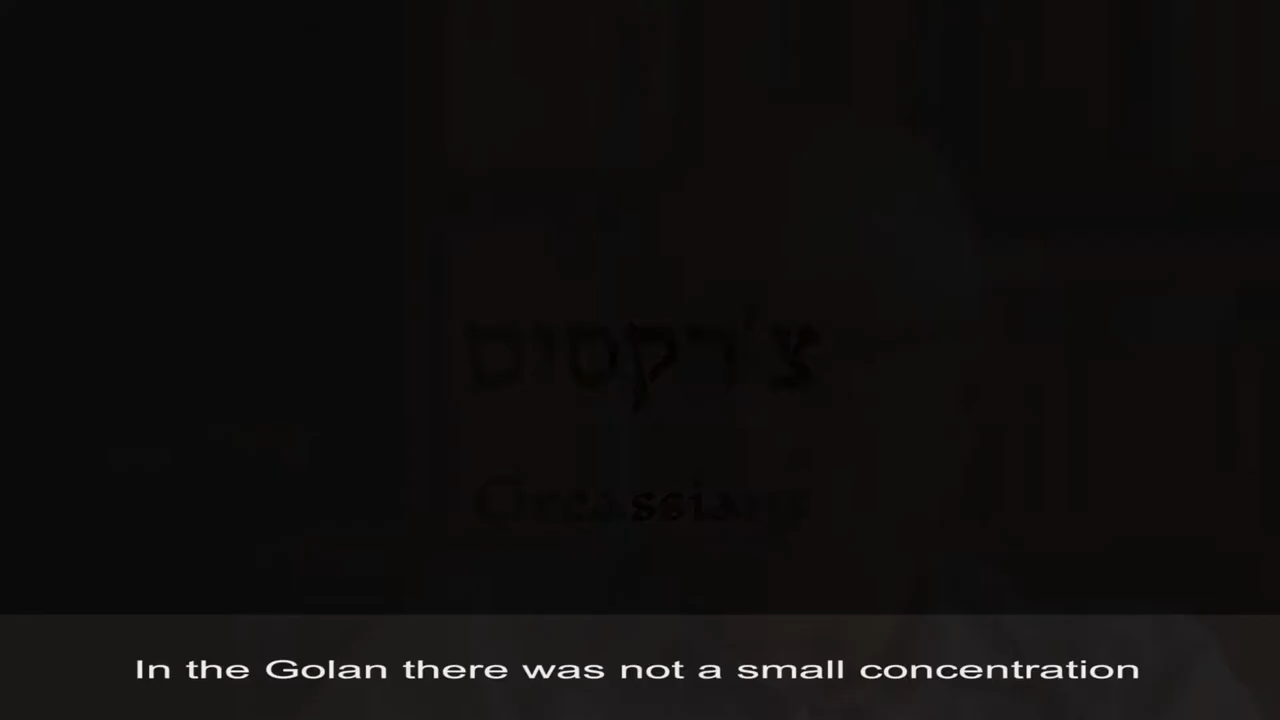 צ'רקסים
Circassians
In the Golan there was not a small concentration